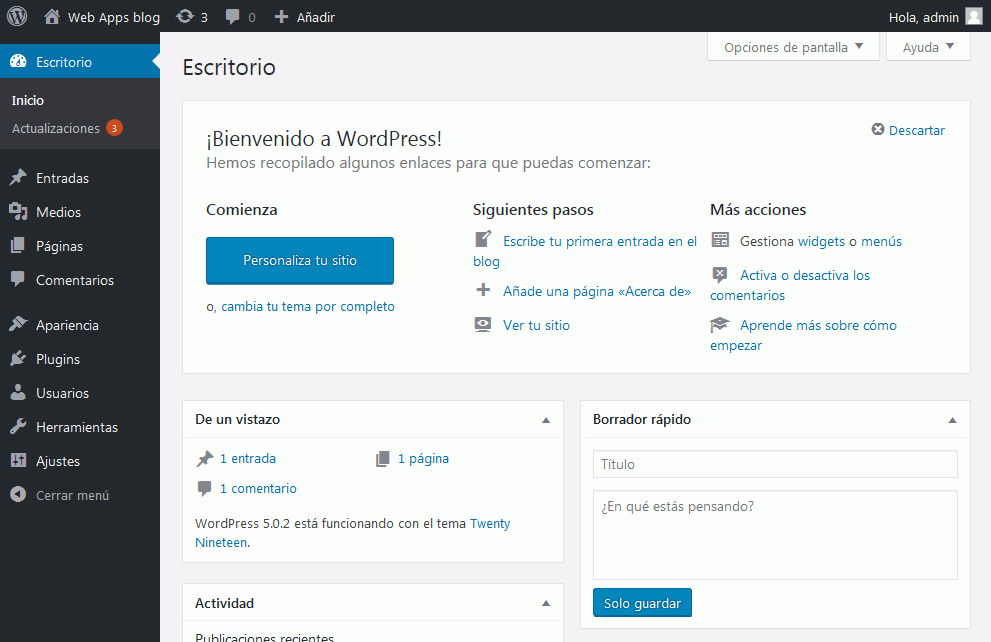 Web Apps blog 3 0 Añadir Hola, admin
Opciones de pantalla Ayuda
Escritorio
Inicio
Actualizaciones 3
Entradas
Medios
Páginas
Comentarios
Apariencia
Plugins
Usuarios
Herramientas
Ajustes
Cerrar menú
Escritorio
¡Bienvenido a WordPress!
Descartar
Hemos recopilado algunos enlaces para que puedas comenzar:
Comienza
Personaliza tu sitio
o, cambia tu tema por completo
Siguientes pasos
Escribe tu primera entrada en el
blog
Añade una página «Acerca de»
Ver tu sitio
Más acciones
Gestiona widgets o menús
Activa o desactiva los
comentarios
Aprende más sobre cómo
empezar
De un vistazo
1 entrada 1 página
1 comentario
WordPress 5.0.2 está funcionando con el tema Twenty
Nineteen.
Actividad
Publicaciones recientes
Borrador rápido
Título
¿En qué estás pensando?
Solo guardar